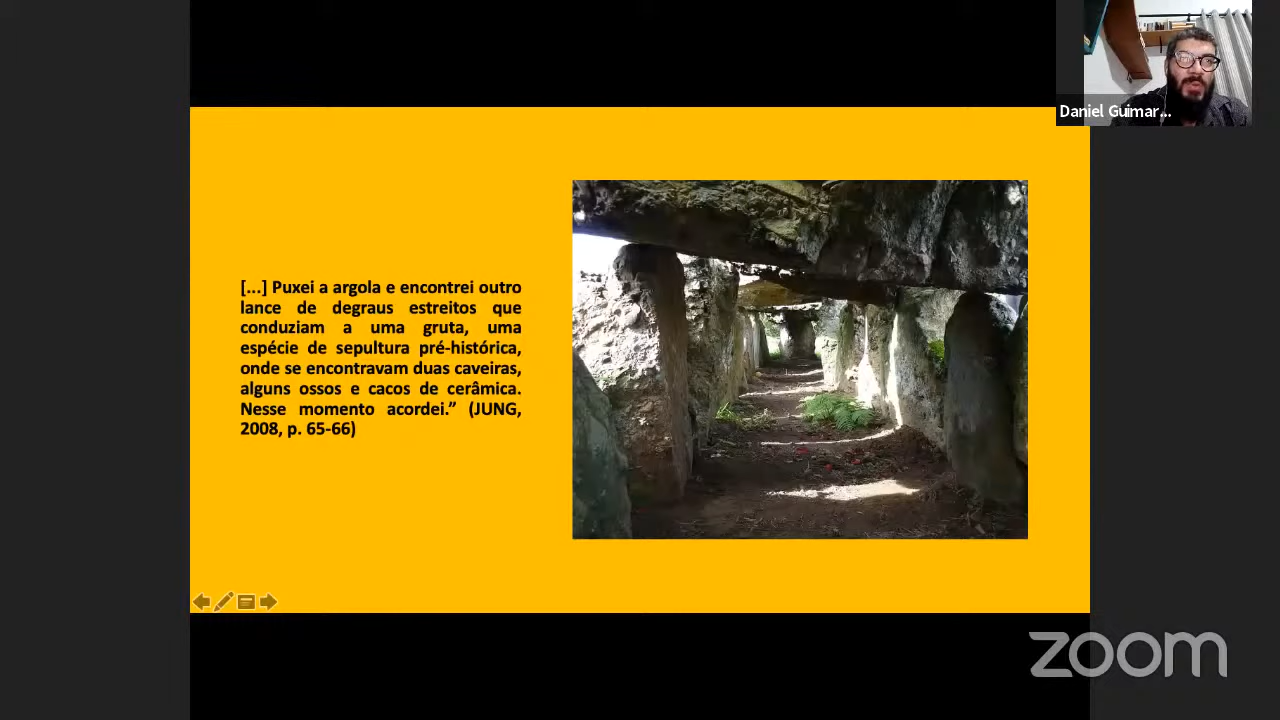 Daniel Guimar...
[...] Puxei a argola e encontrei outro
lance de degraus estreitos que
conduziam a uma gruta, uma
espécie de sepultura pré-histórica,
onde se encontravam duas caveiras,
alguns ossos e cacos de cerâmica.
Nesse momento acordei.” (JUNG,
2008, p. 65-66)
zoom